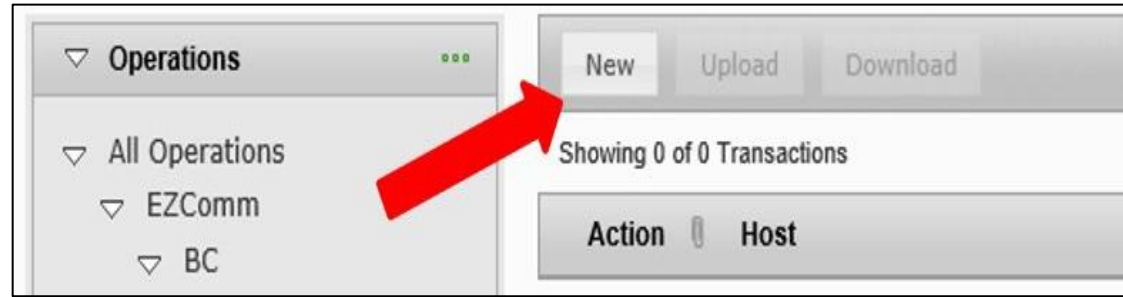 Operations
All Operations
EZComm
BC
New Upload Download
Showing 0 of 0 Transactions
Action Host